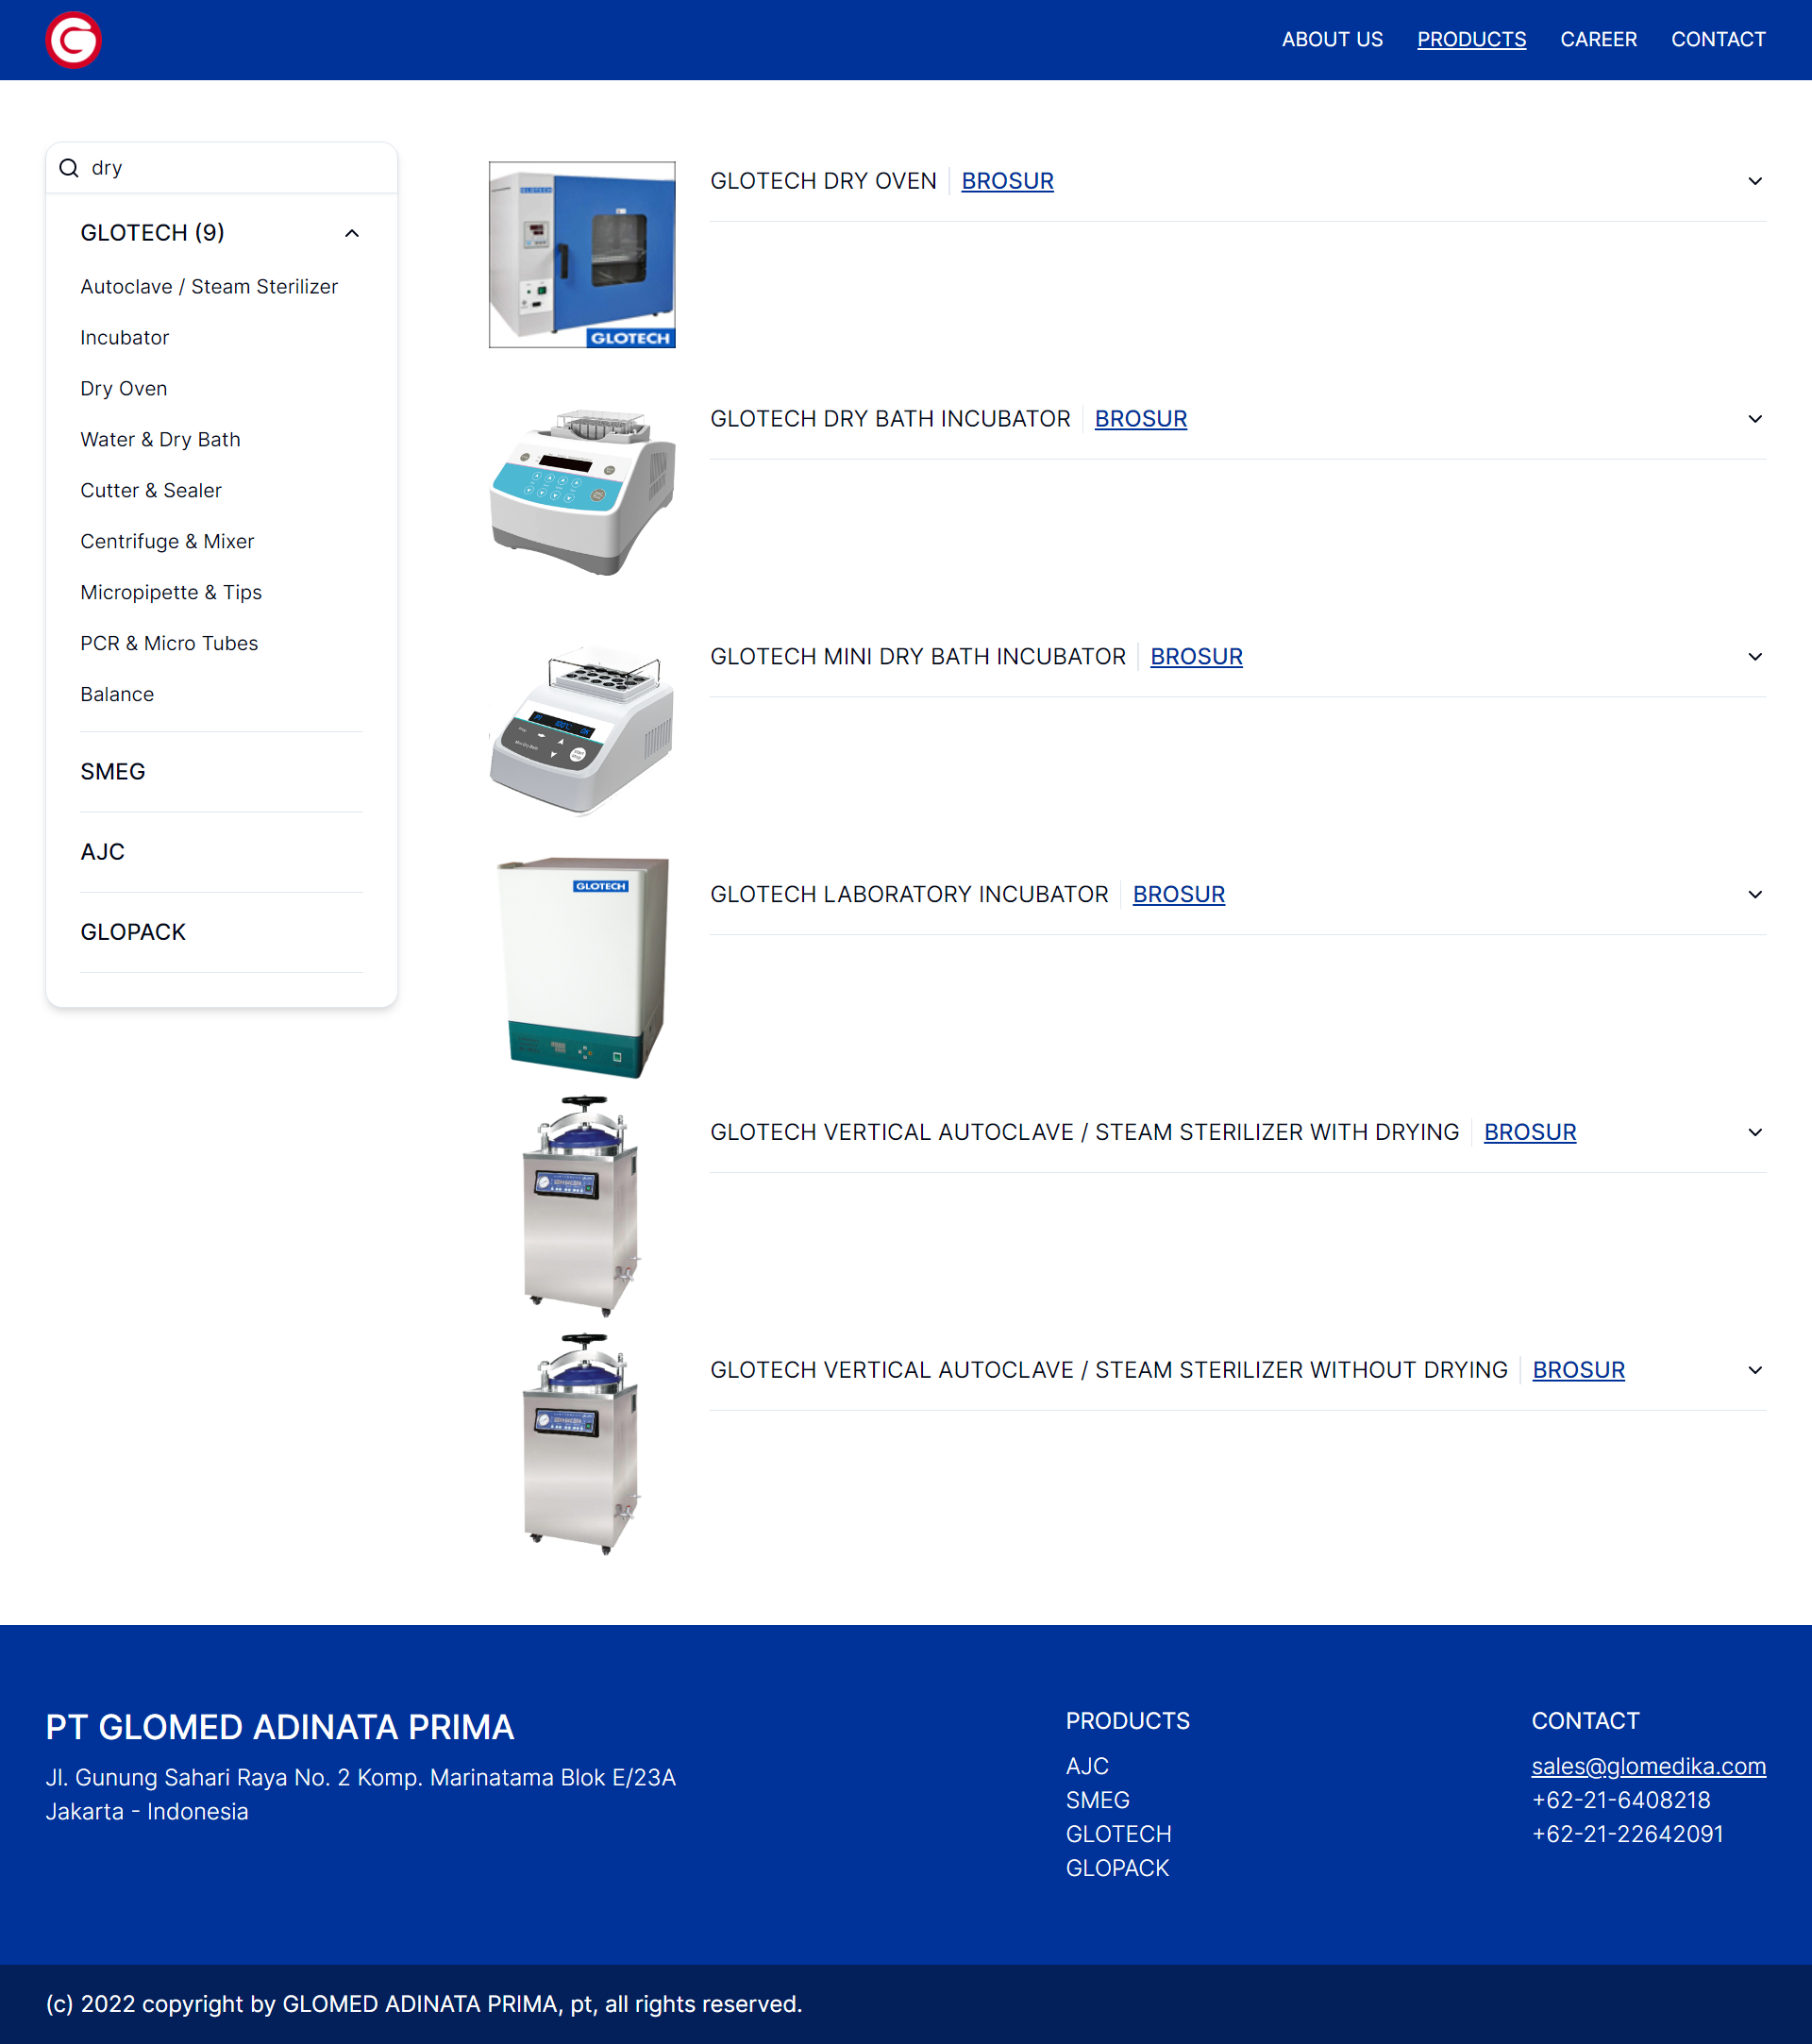 ABOUT US PRODUCTS CAREER CONTACT
dry
GLOTECH (9)
Autoclave / Steam Sterilizer
Incubator
Dry Oven
Water & Dry Bath
Cutter & Sealer
Centrifuge & Mixer
Micropipette & Tips
PCR & Micro Tubes
Balance
SMEG
AJC
GLOPACK
GLOTECH DRY OVEN BROSUR
GLOTECH
GLOTECH
GLOTECH DRY BATH INCUBATOR BROSUR
GLOTECH MINI DRY BATH INCUBATOR BROSUR
100°C
Mini Dry Bath
GLOTECH LABORATORY INCUBATOR BROSUR
GLOTECH
GLOTECH VERTICAL AUTOCLAVE / STEAM STERILIZER WITH DRYING BROSUR
GLOTECH VERTICAL AUTOCLAVE / STEAM STERILIZER WITHOUT DRYING BROSUR
PT GLOMED ADINATA PRIMA
Jl. Gunung Sahari Raya No. 2 Komp. Marinatama Blok E/23A
Jakarta - Indonesia
PRODUCTS
AJC
SMEG
GLOTECH
GLOPACK
CONTACT
sales@glomedika.com
+62-21-6408218
+62-21-22642091
(c) 2022 copyright by GLOMED ADINATA PRIMA, pt, all rights reserved.